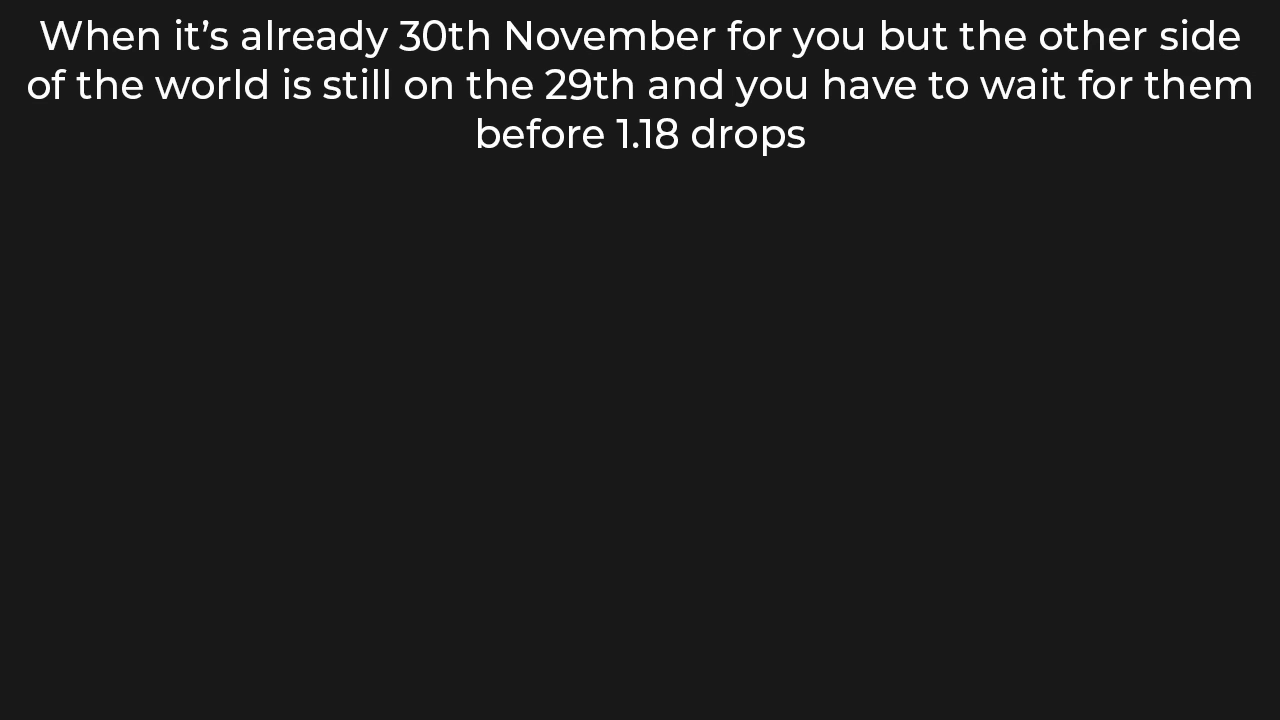 When it’s already 30th November for you but the other side
of the world is still on the 29th and you have to wait for them
before 1.18 drops